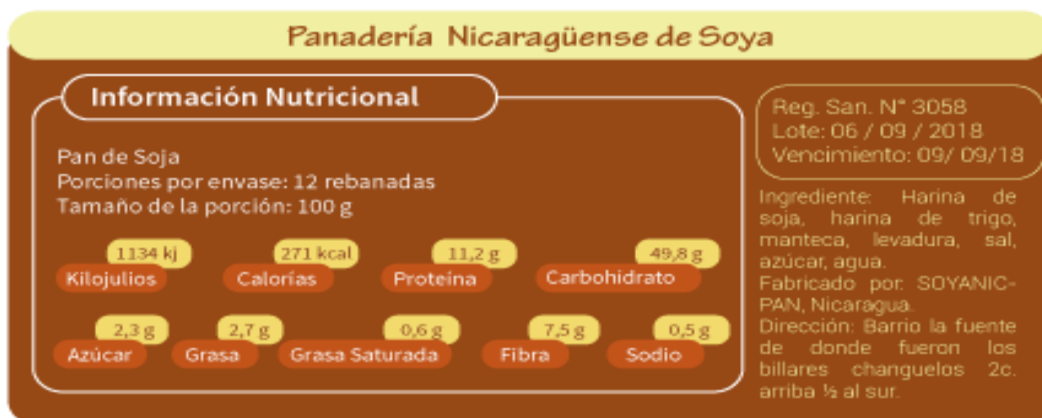 Panadería Nicaragüense de Soya
Información Nutricional
Pan de Soja
Porciones por envase: 12 rebanadas
Tamaño de la porción: 100 g
1134 kj
Kilojulios
271 kcal
Calorías
11,2 g
Proteína
49,8 g
Carbohidrato
2,3 g
Azúcar
2,7 g
Grasa
0,6 g
Grasa Saturada
7,5 g
Fibra
0,5 g
Sodio
Reg. San. N° 3058
Lote: 06 / 09 / 2018
Vencimiento: 09/ 09/18
Ingrediente: Harina de
soja, harina de trigo,
manteca, levadura, sal,
azúcar, agua.
Fabricado por: SOYANIC-
PAN, Nicaragua.
Dirección: Barrio la fuente
de donde fueron los
billares changuelos 2c.
arriba ½ al sur.